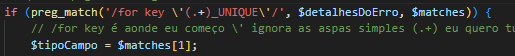 if (preg_match('/for key \'(.+)_UNIQUE\'/', $detalhesDoErro, $matches)) {
// /for key é aonde eu começo \' ignora as aspas simples (.+) eu quero
$tipoCampo = $matches[1];